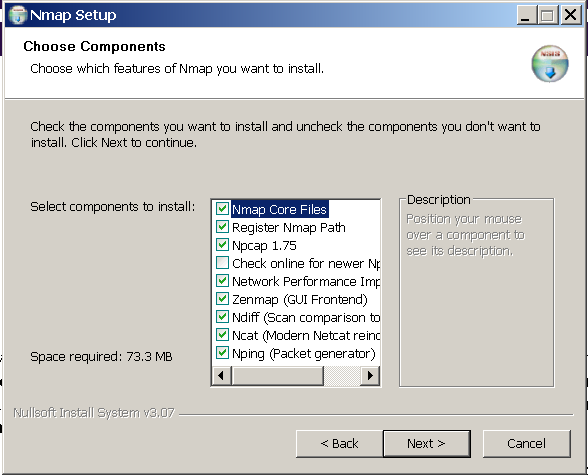 Nmap Setup
Choose Components
Choose which features of Nmap you want to install.
Check the components you want to install and uncheck the components you don't want to
install. Click Next to continue.
Select components to install:
Nmap Core Files
Register Nmap Path
Npcap 1.75
Check online for newer Np
Network Performance Imp
Zenmap (GUI Frontend)
Ndiff (Scan comparison to
Ncat (Modern Netcat reinc
Nping (Packet generator)
Description
Position your mouse
over a component to
see its description.
Space required: 73.3 MB
Nullsoft Install System v3.07
< Back
Next >
Cancel